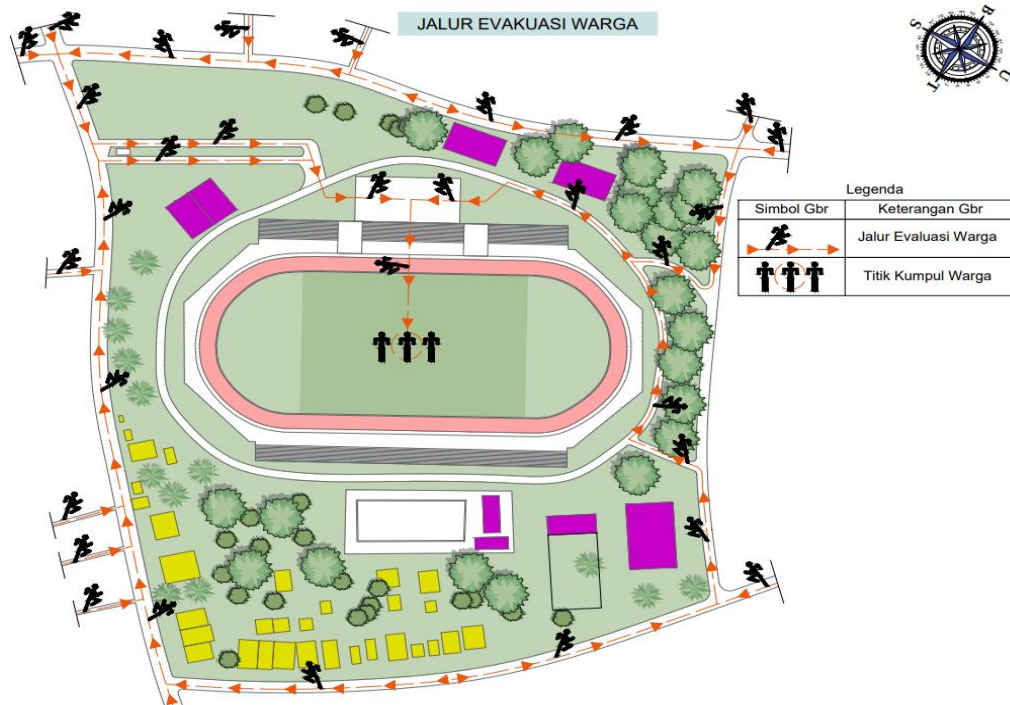 JALUR EVAKUASI WARGA
B
S
U
T
Legenda
Simbol Gbr Keterangan Gbr
Jalur Evaluasi Warga
Titik Kumpul Warga